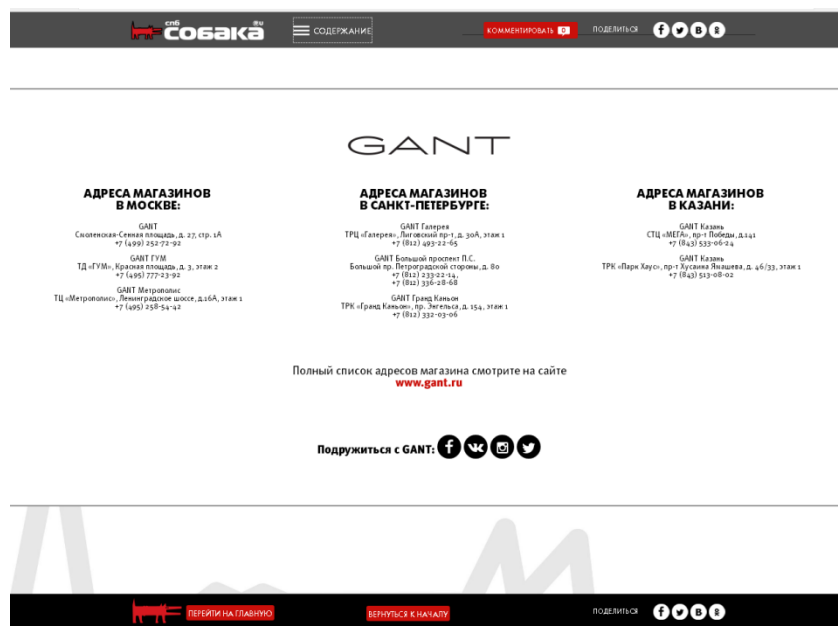 спб
собака
.ru
СОДЕРЖАНИЕ
КОММЕНТИРОВАТЬ 0
ПОДЕЛИТЬСЯ
GANT
АДРЕСА МАГАЗИНОВ
В МОСКВЕ:
GANT
Смоленская-Сенная площадь, д. 27, стр. 1А
+7 (499) 252-72-92
GANT ГУМ
ТД «ГУМ», Красная площадь, д. 3, этаж 2
+7 (495) 777-23-92
GANT Метрополис
ТЦ «Метрополис», Ленинградское шоссе, д.16А, этаж 1
+7 (495) 258-54-42
АДРЕСА МАГАЗИНОВ
В САНКТ-ПЕТЕРБУРГЕ:
GANT Галерея
ТРЦ «Галерея», Лиговский пр-т, д. 30А, этаж 1
+7 (812) 493-22-65
GANT Большой проспект П.С.
Большой пр. Петроградской стороны, д. 80
+7 (812) 233-22-14,
+7 (812) 336-28-68
GANT Гранд Каньон
ТРК «Гранд Каньон», пр. Энгельса, д. 154, этаж 1
+7 (812) 332-03-06
АДРЕСА МАГАЗИНОВ
В КАЗАНИ:
GANT Казань
СТЦ «МЕГА», пр-т Победы, д.141
+7 (843) 533-06-24
GANT Казань
ТРК «Парк Хаус», пр-т Хусаина Ямашева, д. 46/33, этаж 1
+7 (843) 513-08-02
Полный список адресов магазина смотрите на сайте
www.gant.ru
Подружиться с GANT:
ПЕРЕЙТИ НА ГЛАВНУЮ
ВЕРНУТЬСЯ К НАЧАЛУ
ПОДЕЛИТЬСЯ